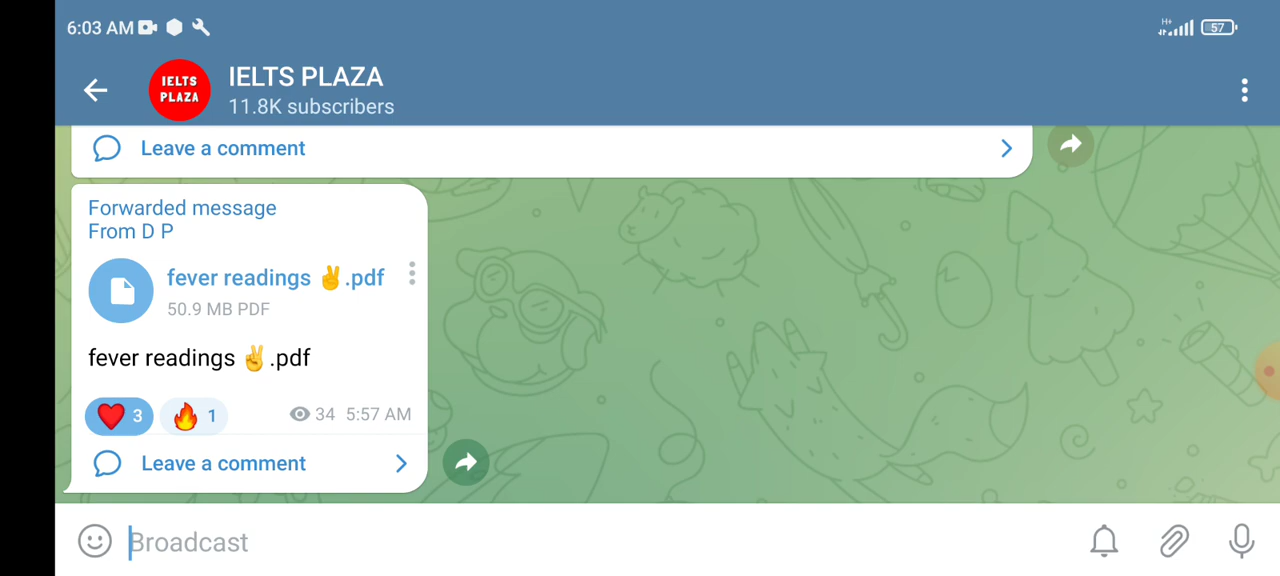 6:03 AM
H+
57
IELTS
PLAZA
IELTS PLAZA
11.8K subscribers
Leave a comment
Forwarded message
From D P
fever readings ✌️.pdf
50.9 MB PDF
fever readings ✌️.pdf
❤️ 3 🔥 1 34 5:57 AM
Leave a comment
Broadcast